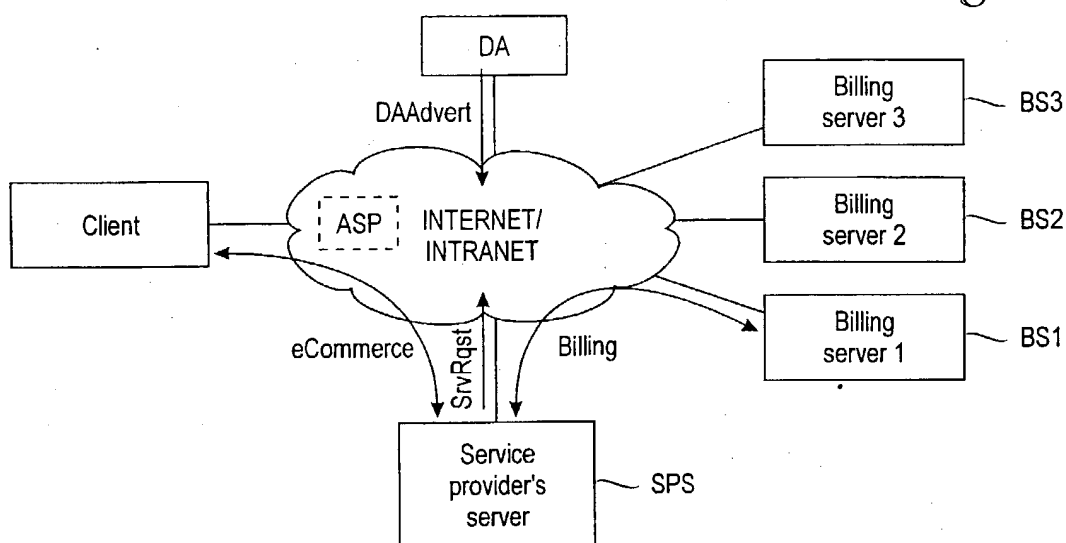 DA
DAAdvert
Billing
server 3
BS3
Client
ASP
INTERNET/
INTRANET
Billing
server 2
BS2
eCommerce
SrvRqst
Billing
Billing
server 1
BS1
Service
provider's
server
SPS